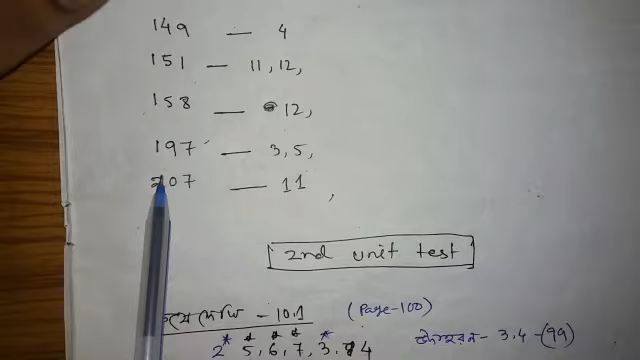 149 — 4
151 — 11, 12,
158 — 12,
197 — 3, 5,
207 — 11,
2nd unit test
কষে দেখি - 10.1 (Page-100)
2* 5* 6* 7* 3* 4
উদাহরন - 3,4 - (99)